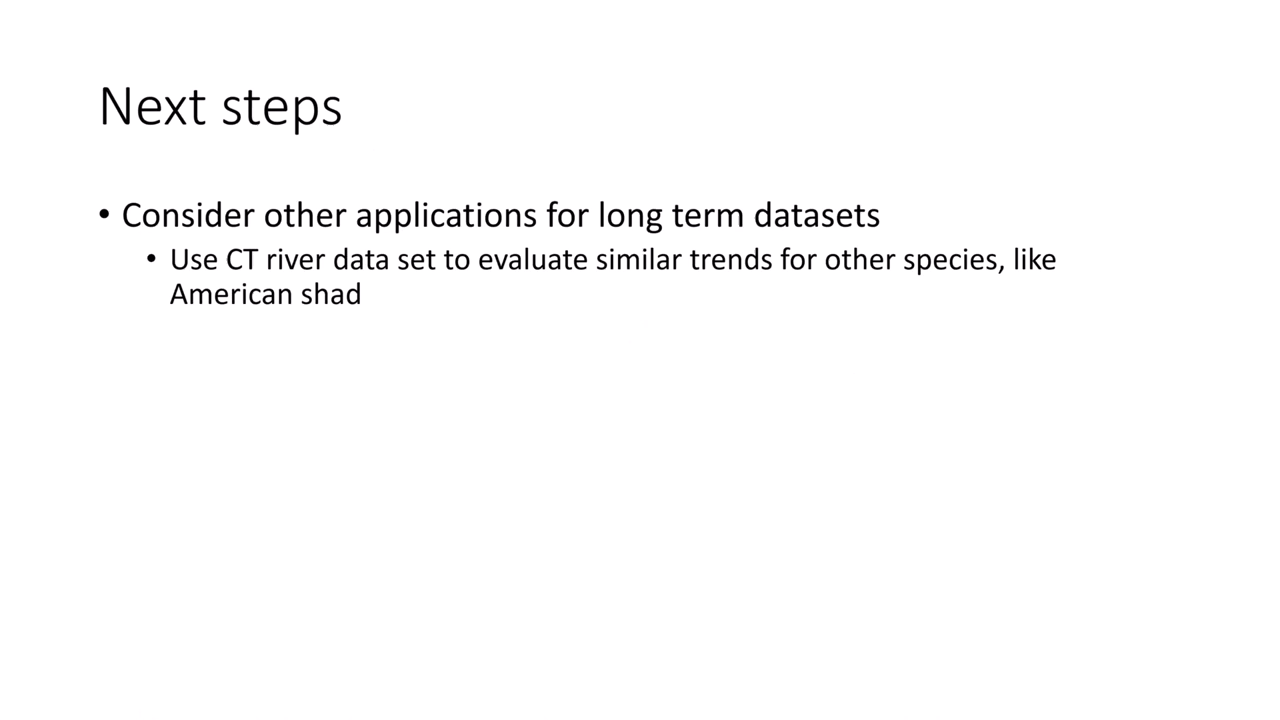 Next steps
• Consider other applications for long term datasets
• Use CT river data set to evaluate similar trends for other species, like
American shad